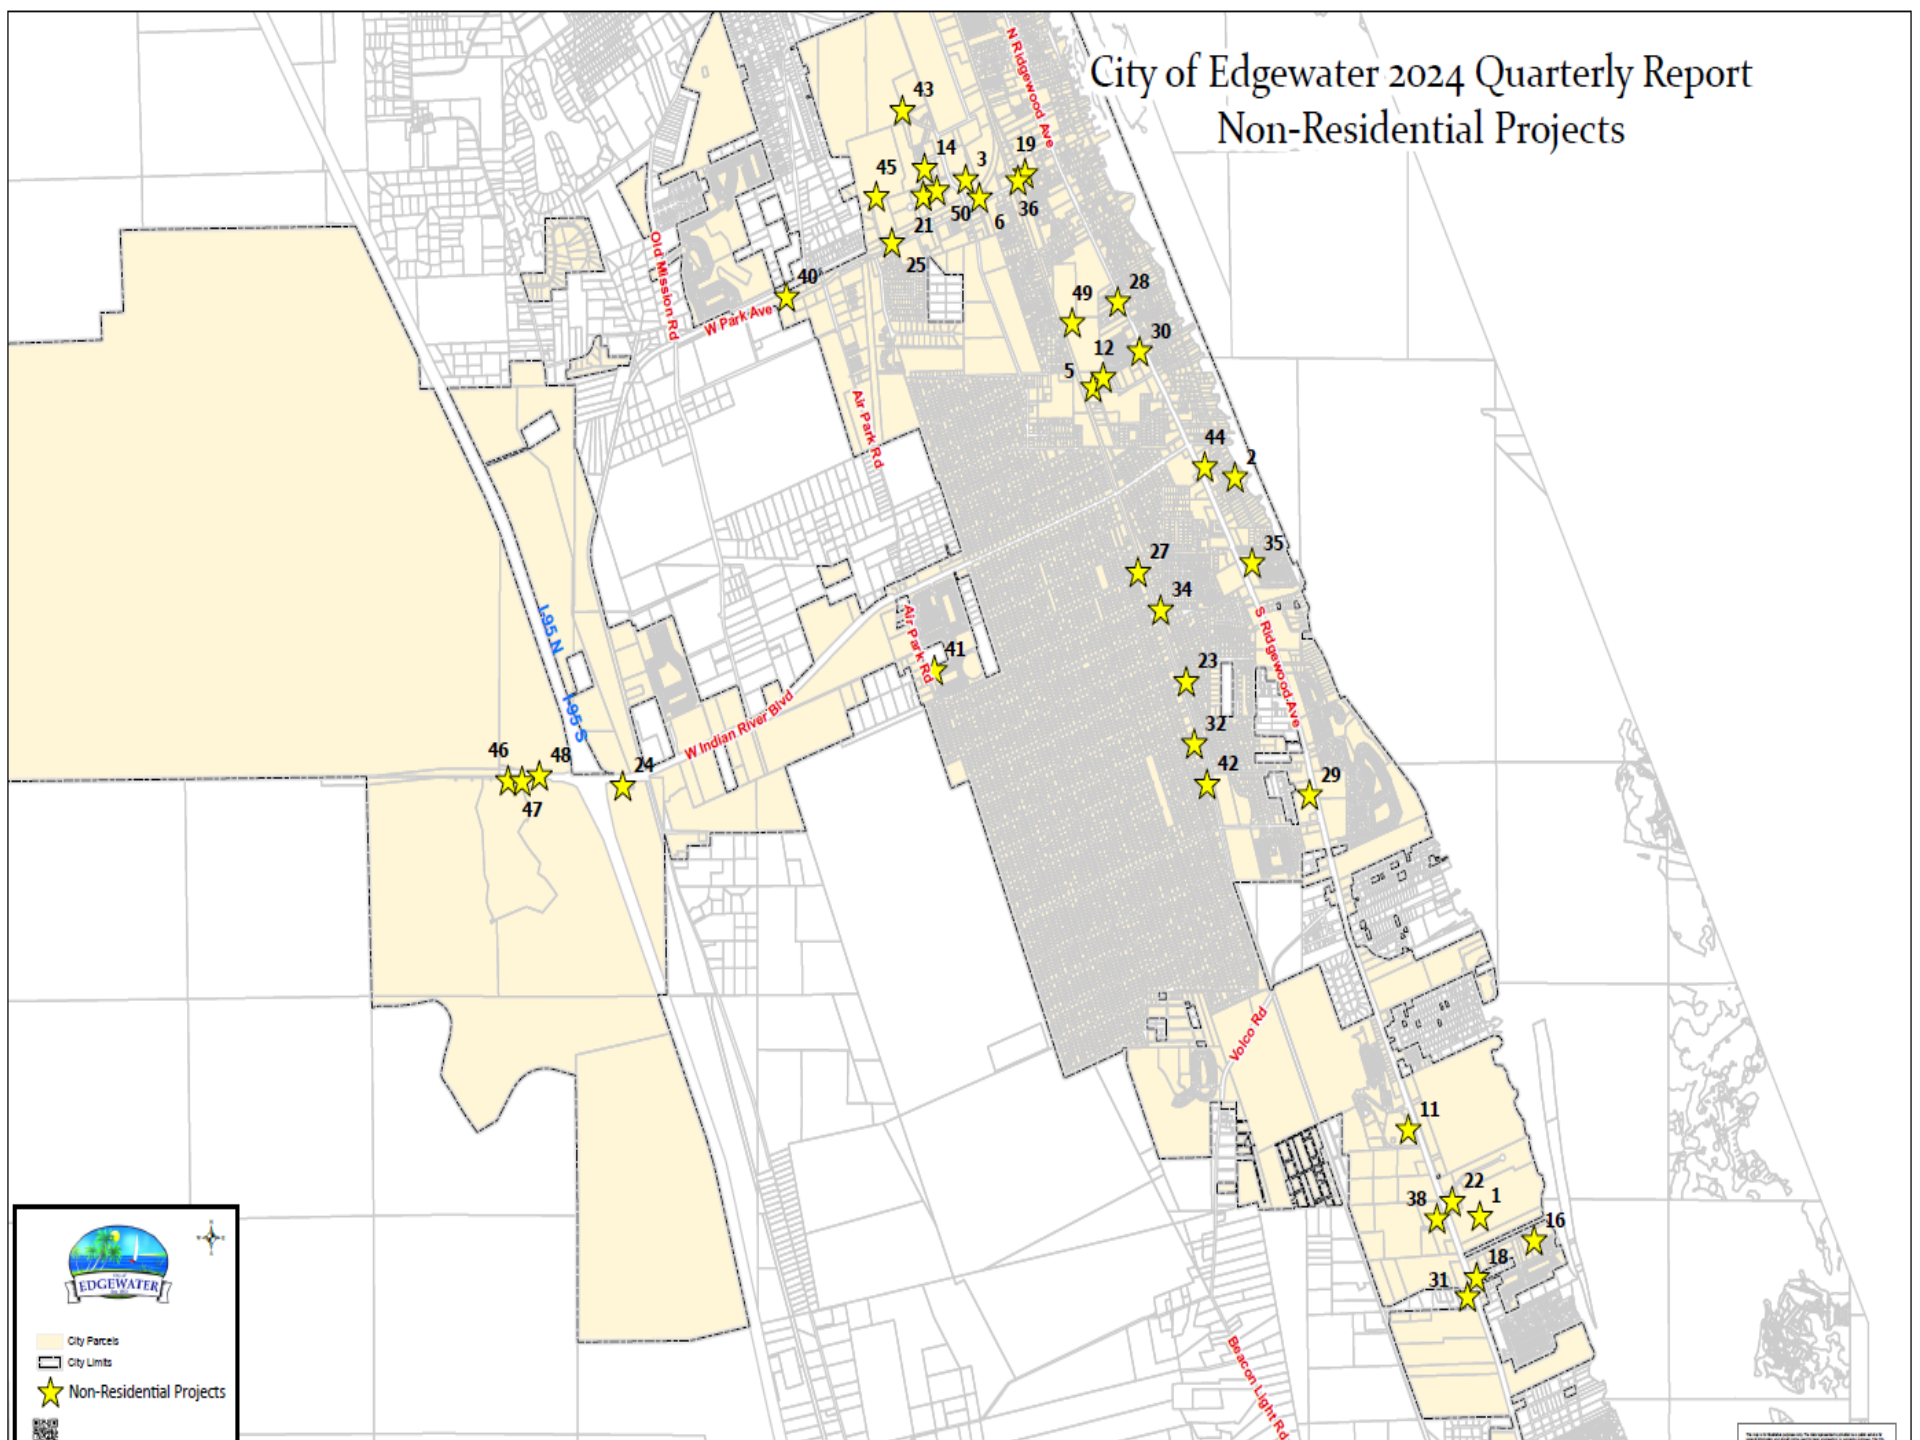 City of Edgewater 2024 Quarterly Report
Non-Residential Projects
N Ridgewood Ave
43
14
3
19
45
21
50
6
36
25
Old Mission Rd
40
W Park Ave
28
49
30
12
5
Air Park Rd
44
2
27
35
34
I-95 N
Air Park Rd
S Ridgewood Ave
41
23
I-95 S
W Indian River Blvd
32
46
48
24
42
29
47
Volco Rd
11
22
38
1
16
18
31
City of
EDGEWATER
City Parcels
City Limits
Non-Residential Projects
Beacon Light Rd